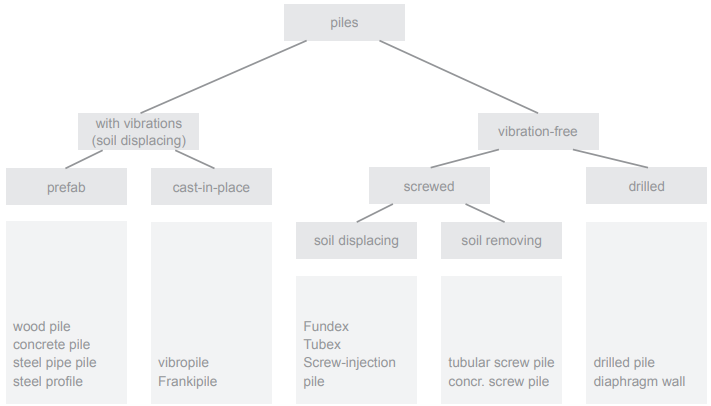 piles
with vibrations
(soil displacing)
vibration-free
prefab
cast-in-place
screwed
drilled
soil displacing
soil removing
wood pile
concrete pile
steel pipe pile
steel profile
vibropile
Frankipile
Fundex
Tubex
Screw-injection
pile
tubular screw pile
concr. screw pile
drilled pile
diaphragm wall